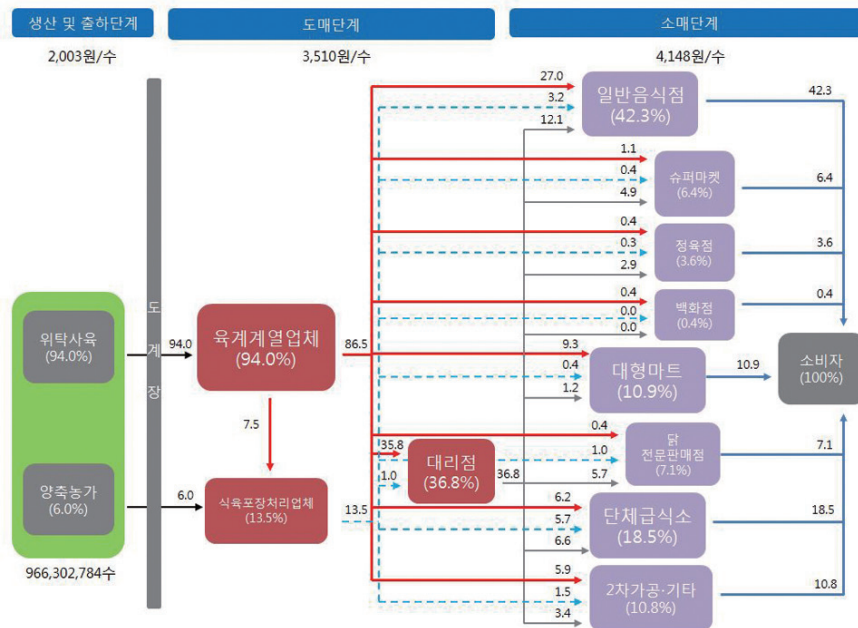 생산 및 출하단계
도매단계
소매단계
2,003원/수
3,510원/수
4,148원/수
27.0
3.2
12.1
일반음식점
(42.3%)
42.3
1.1
0.4
4.9
슈퍼마켓
(6.4%)
6.4
0.4
0.3
2.9
정육점
(3.6%)
3.6
0.4
0.0
0.0
백화점
(0.4%)
0.4
도계장
위탁사육
(94.0%)
94.0
육계계열업체
(94.0%)
86.5
9.3
0.4
1.2
대형마트
(10.9%)
10.9
소비자
(100%)
7.5
35.8
1.0
대리점
(36.8%)
36.8
0.4
1.0
5.7
닭
전문판매점
(7.1%)
7.1
양축농가
(6.0%)
6.0
식육포장처리업체
(13.5%)
13.5
6.2
5.7
6.6
단체급식소
(18.5%)
18.5
966,302,784수
5.9
1.5
3.4
2차가공·기타
(10.8%)
10.8